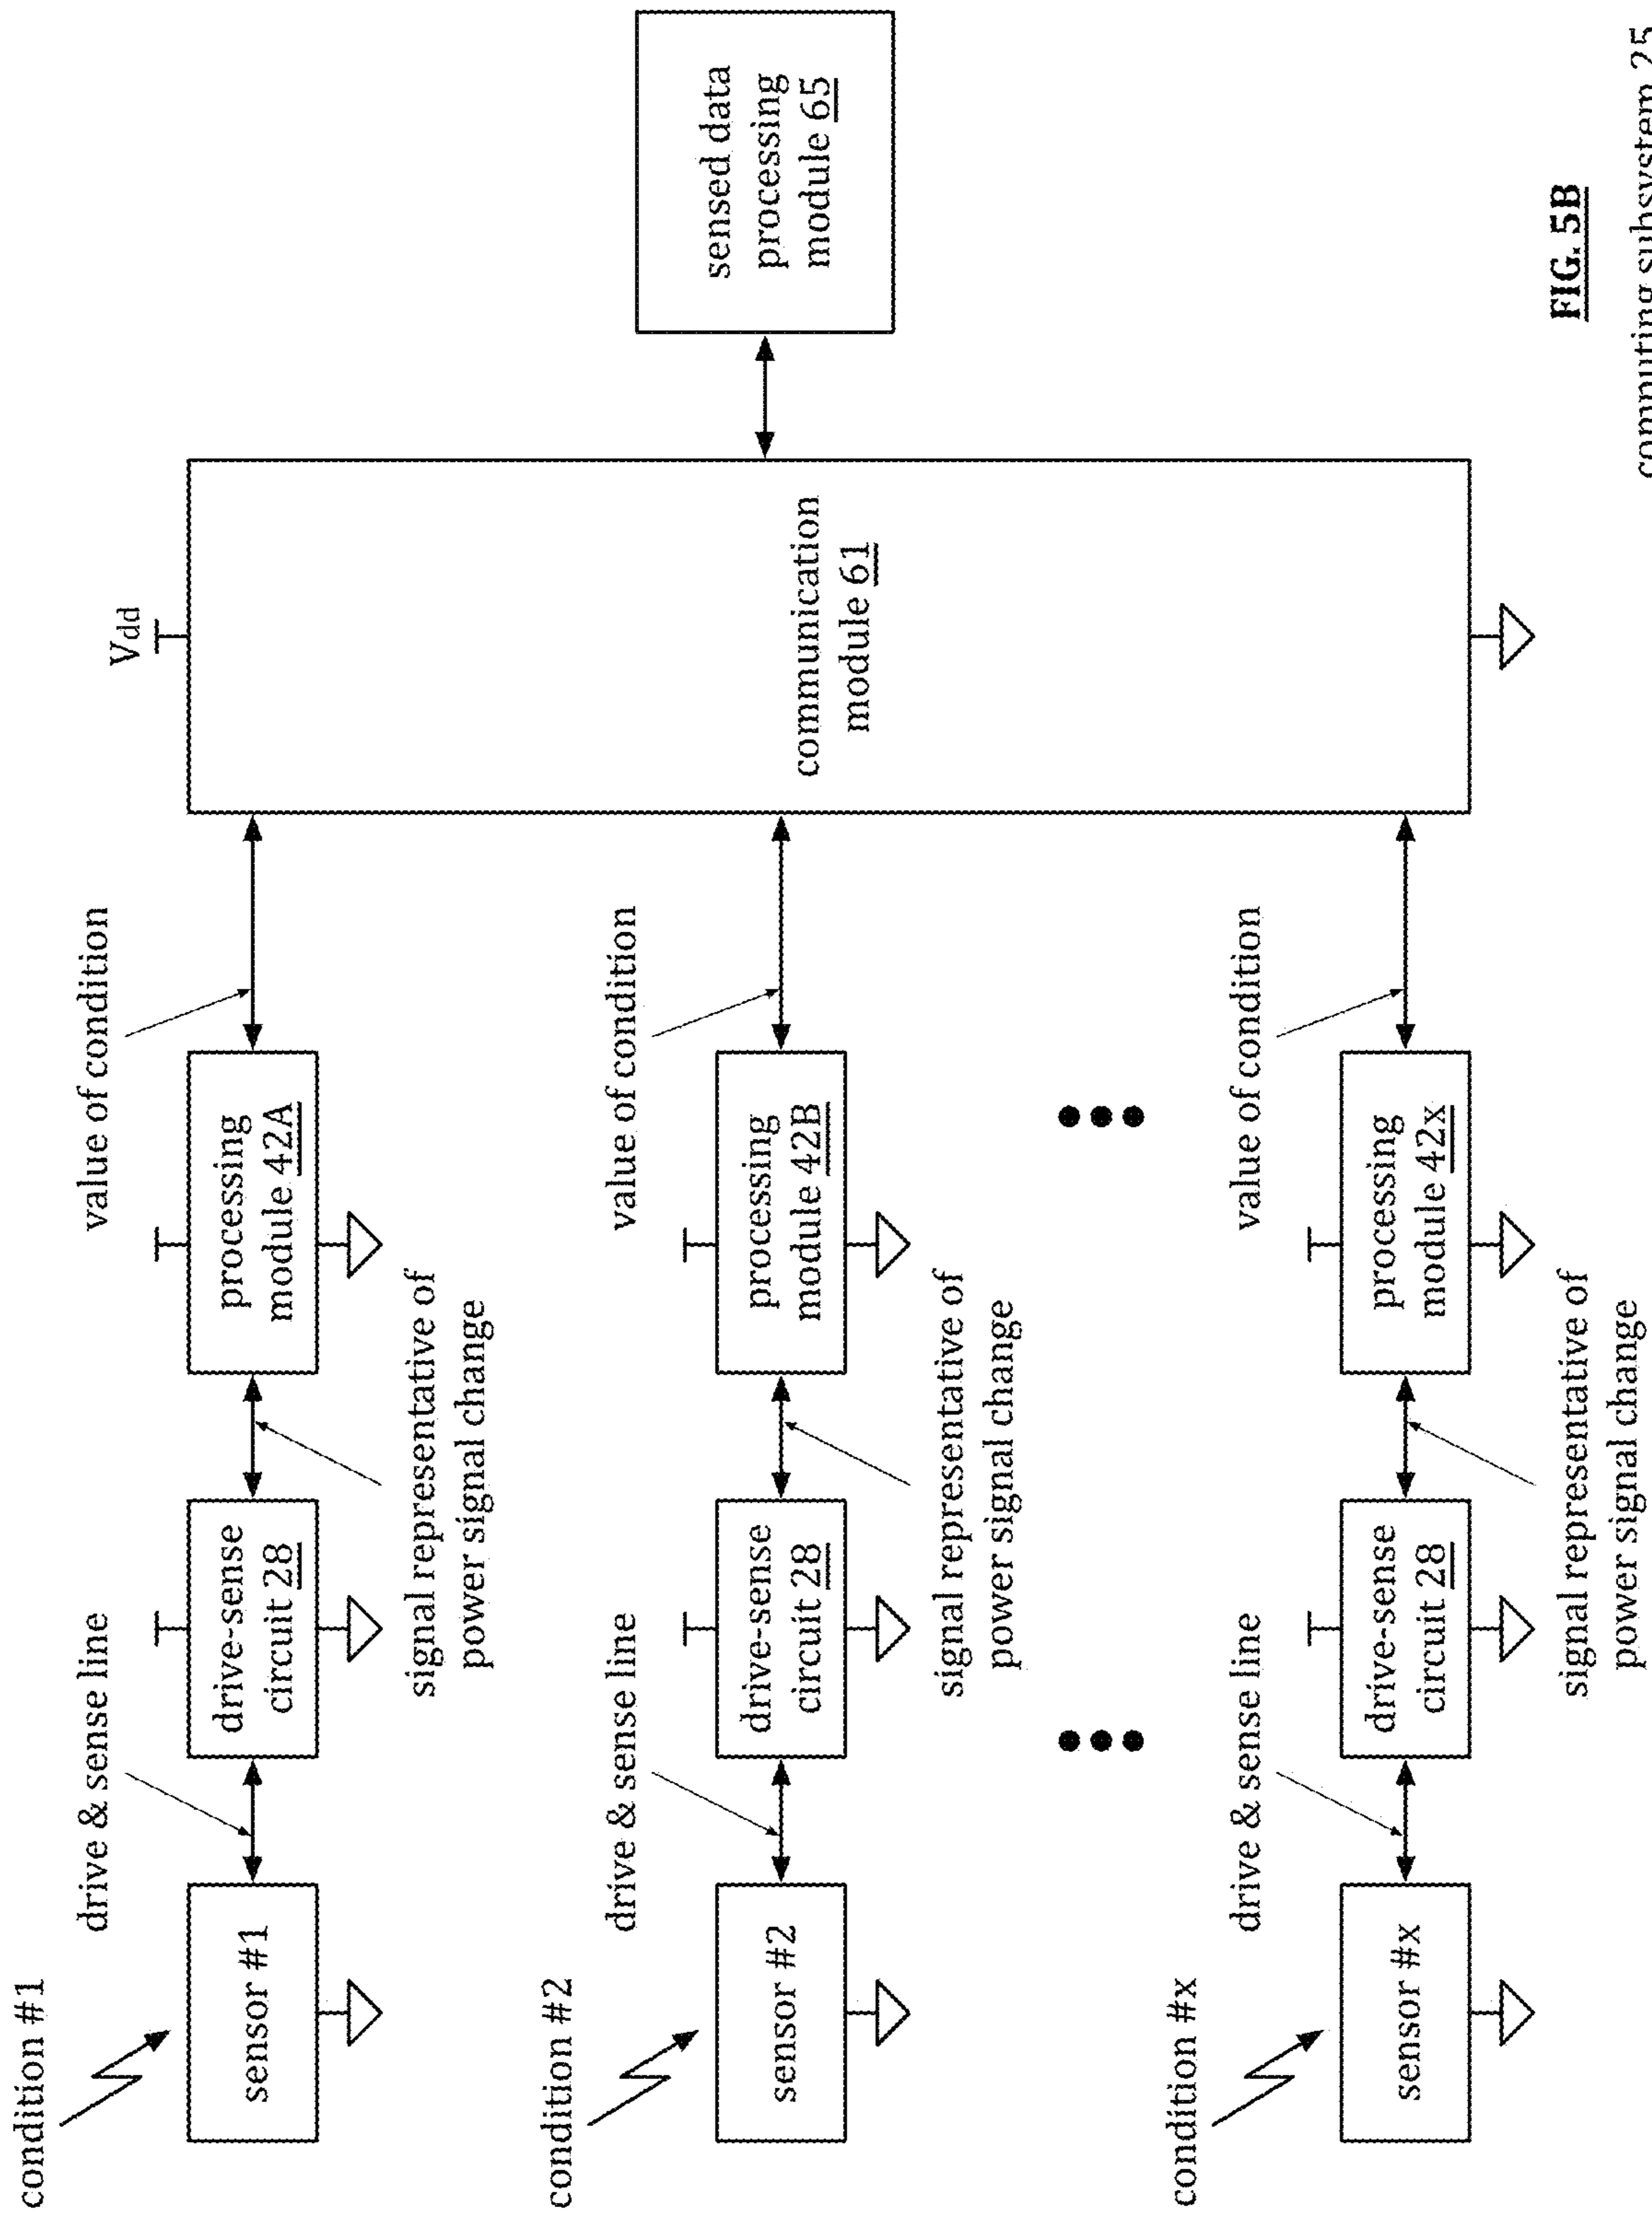 condition #1
drive & sense line
value of condition
Vdd
sensor #1
drive-sense
circuit 28
processing
module 42A
signal representative of
power signal change
communication
module 61
sensed data
processing
module 65
condition #2
drive & sense line
value of condition
sensor #2
drive-sense
circuit 28
processing
module 42B
signal representative of
power signal change
condition #x
drive & sense line
value of condition
sensor #x
drive-sense
circuit 28
processing
module 42x
signal representative of
power signal change
FIG. 5B
computing subsystem 25